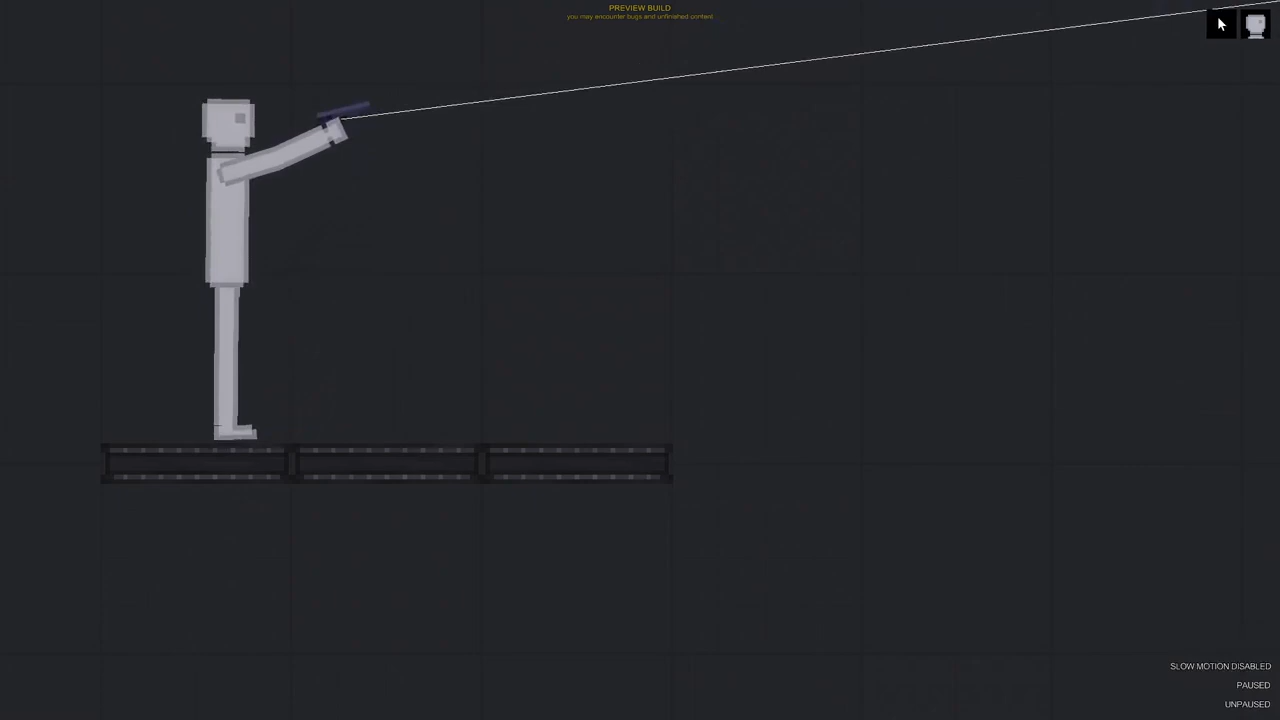 PREVIEW BUILD
you may encounter bugs and unfinished content
SLOW MOTION DISABLED
PAUSED
UNPAUSED